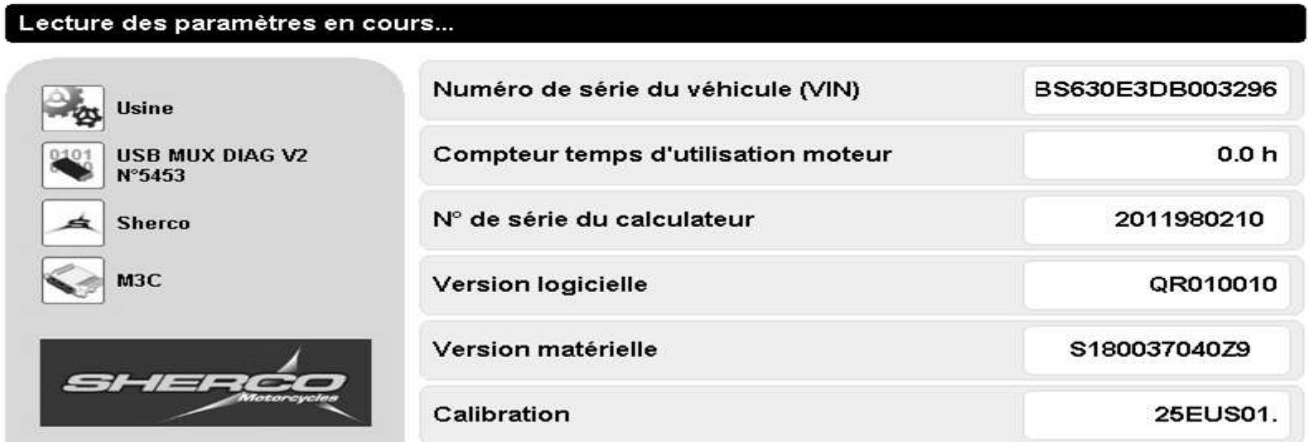 Lecture des paramètres en cours...
Usine
USB MUX DIAG V2
N°5453
Sherco
M3C
SHERCO
Motorcycles
Numéro de série du véhicule (VIN) BS630E3DB003296
Compteur temps d'utilisation moteur 0.0 h
N° de série du calculateur 2011980210
Version logicielle QR010010
Version matérielle S180037040Z9
Calibration 25EUS01.